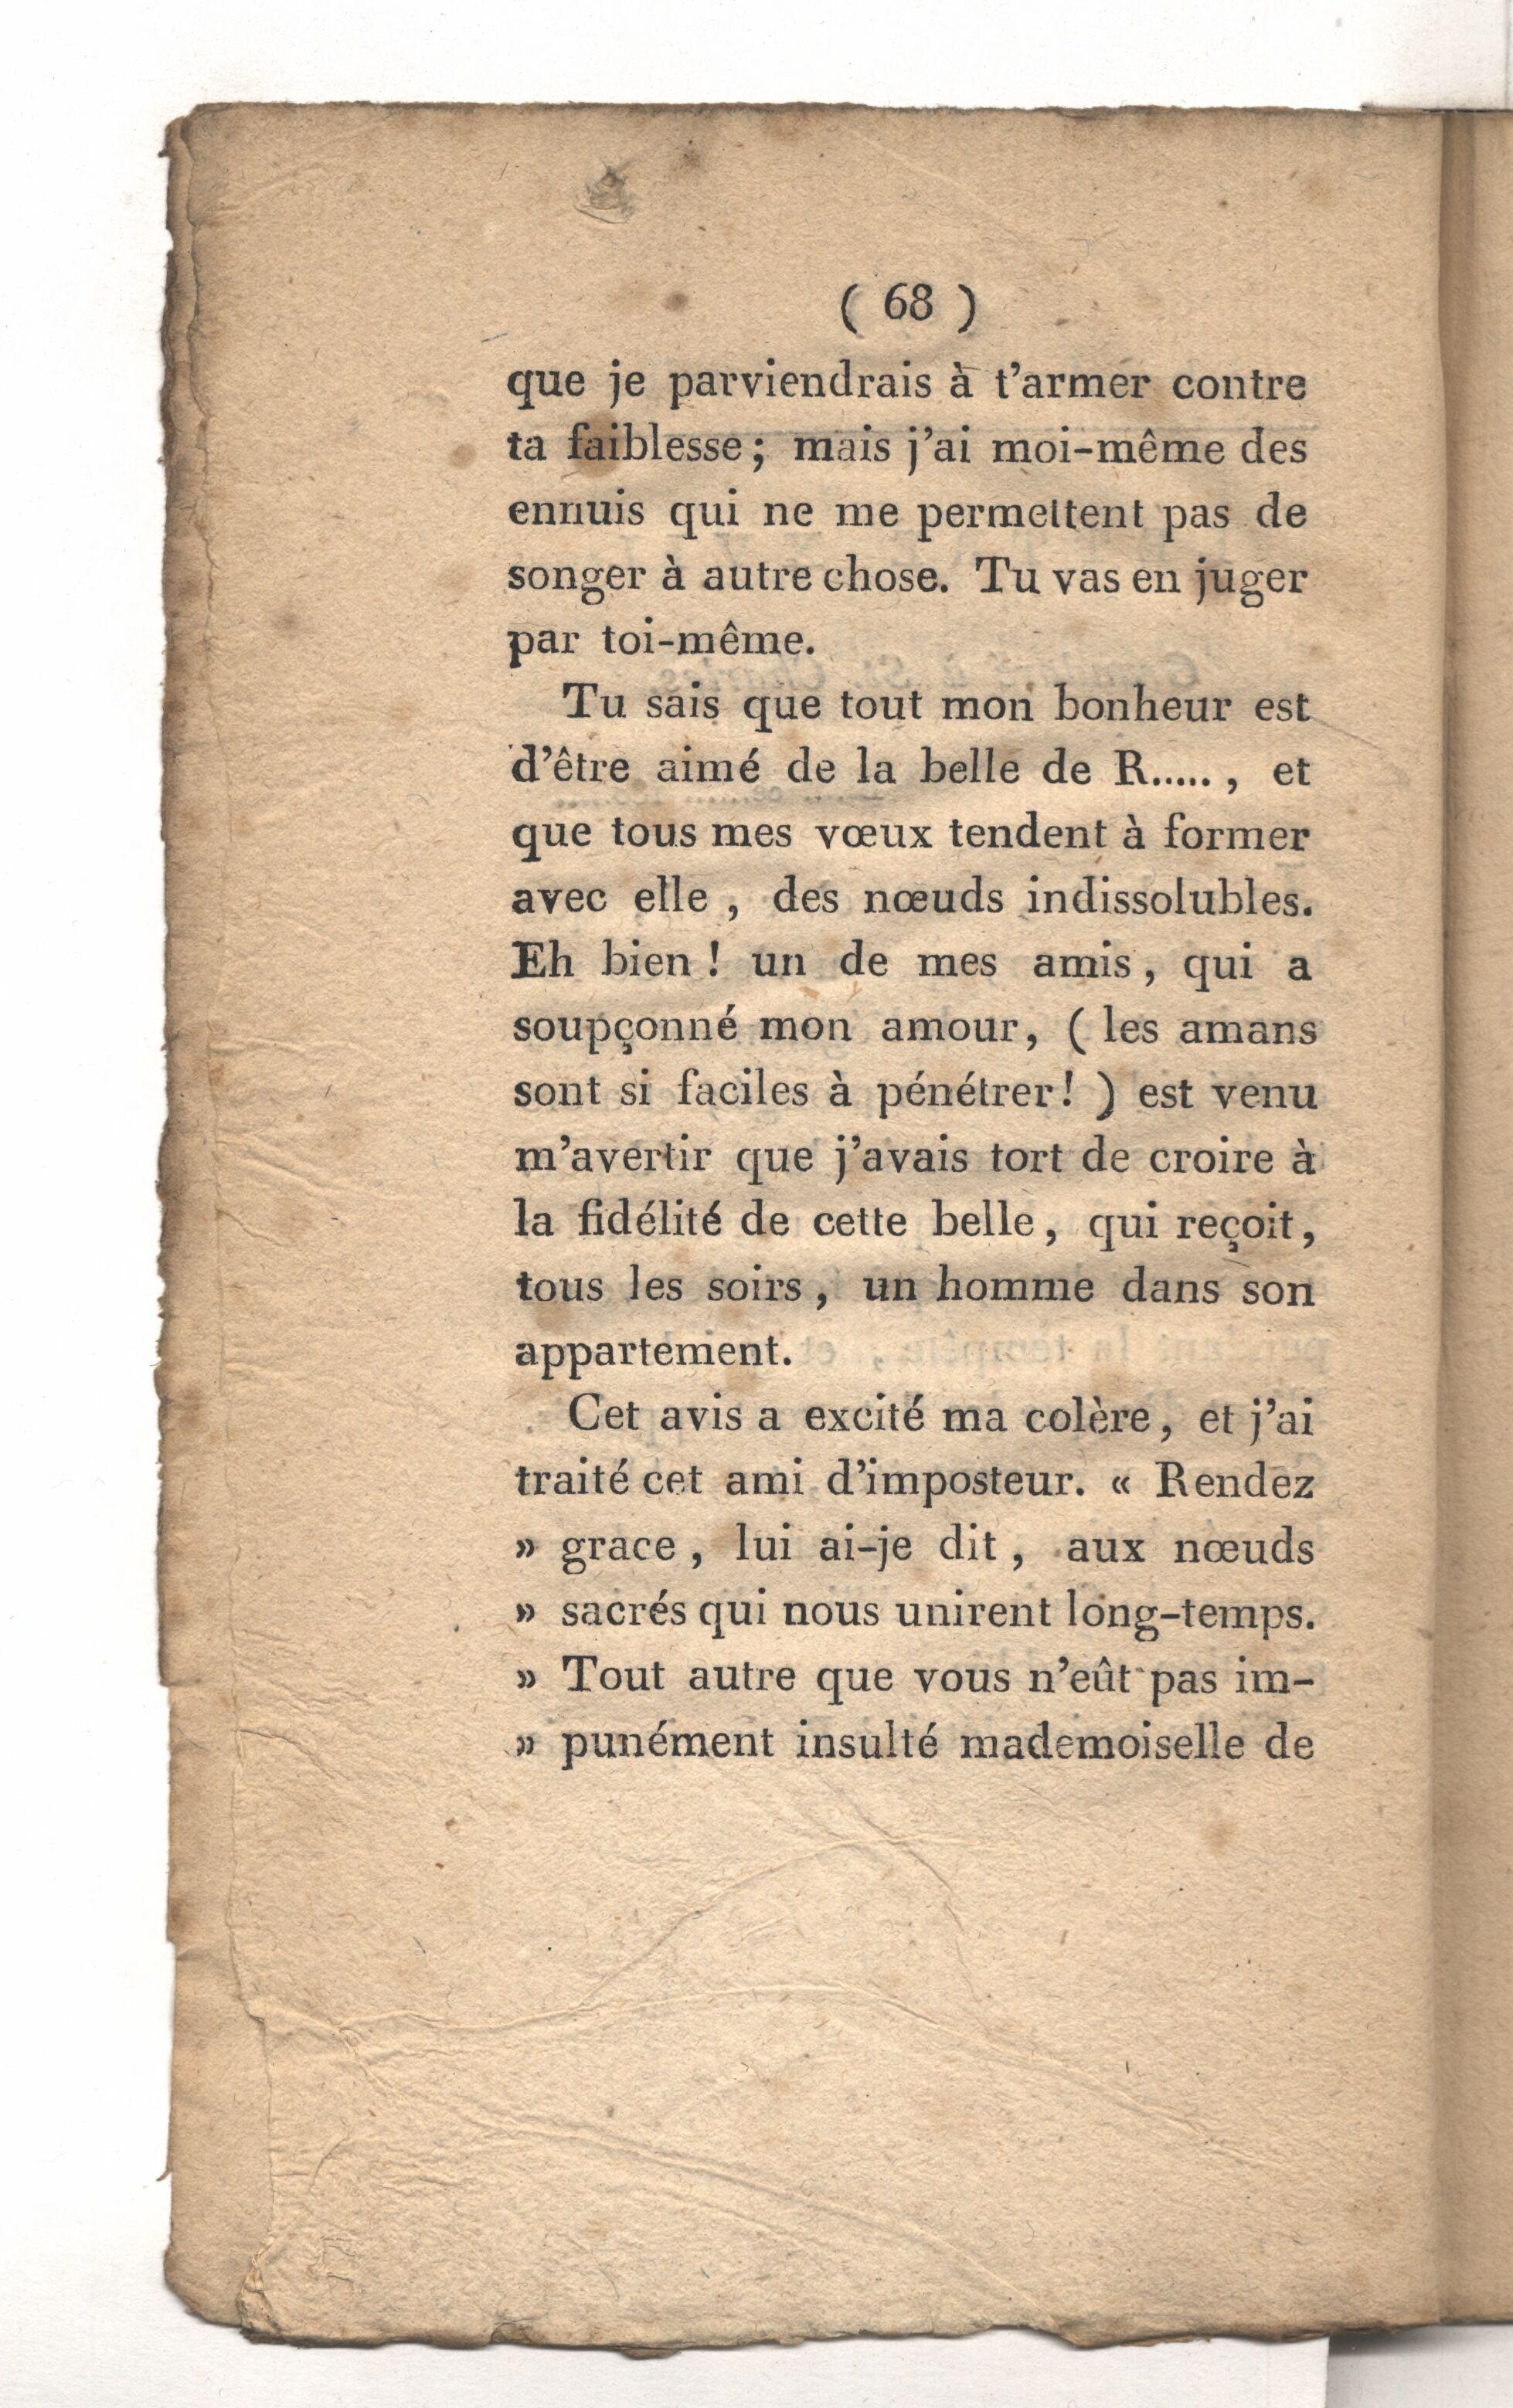 ( 68 )
que je parviendrais à t'armer contre
ta faiblesse; mais j'ai moi-même des
ennuis qui ne me permettent pas de
songer à autre chose. Tu vas en juger
par toi-même.
Tu sais que tout mon bonheur est
d'être aimé de la belle de R....., et
que tous mes vœux tendent à former
avec elle , des nœuds indissolubles.
Eh bien ! un de mes amis, qui a
soupçonné mon amour, ( les amans
sont si faciles à pénétrer! ) est venu
m'avertir que j'avais tort de croire à
la fidélité de cette belle, qui reçoit,
tous les soirs, un homme dans son
appartement.
Cet avis a excité ma colère, et j'ai
traité cet ami d'imposteur. « Rendez
» grace, lui ai-je dit, aux nœuds
» sacrés qui nous unirent long-temps.
» Tout autre que vous n'eût pas im-
» punément insulté mademoiselle de